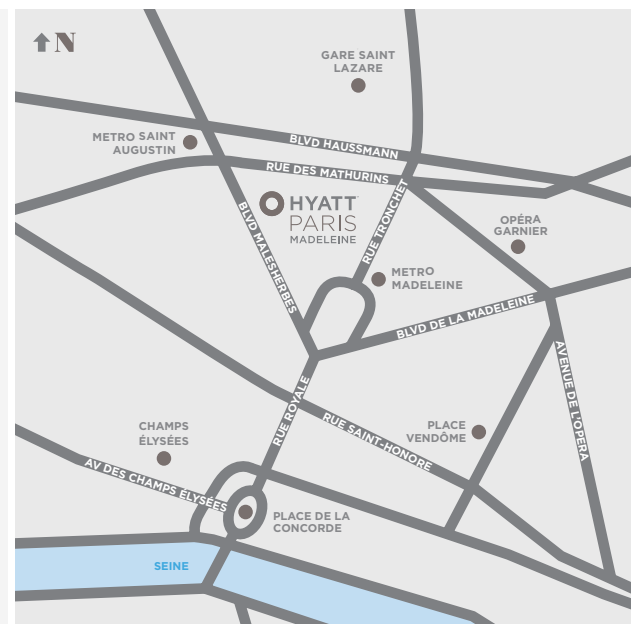 N
GARE SAINT
LAZARE
METRO SAINT
AUGUSTIN
BLVD HAUSSMANN
RUE DES MATHURINS
HYATT
PARIS
MADELEINE
BLVD MALESHERBES
RUE TRONCHET
OPÉRA
GARNIER
METRO
MADELEINE
BLVD DE LA MADELEINE
AVENUE DE L'OPERA
RUE ROYALE
RUE SAINT-HONORE
PLACE
VENDÔME
CHAMPS
ÉLYSÉES
AV DES CHAMPS ÉLYSÉES
PLACE DE LA
CONCORDE
SEINE